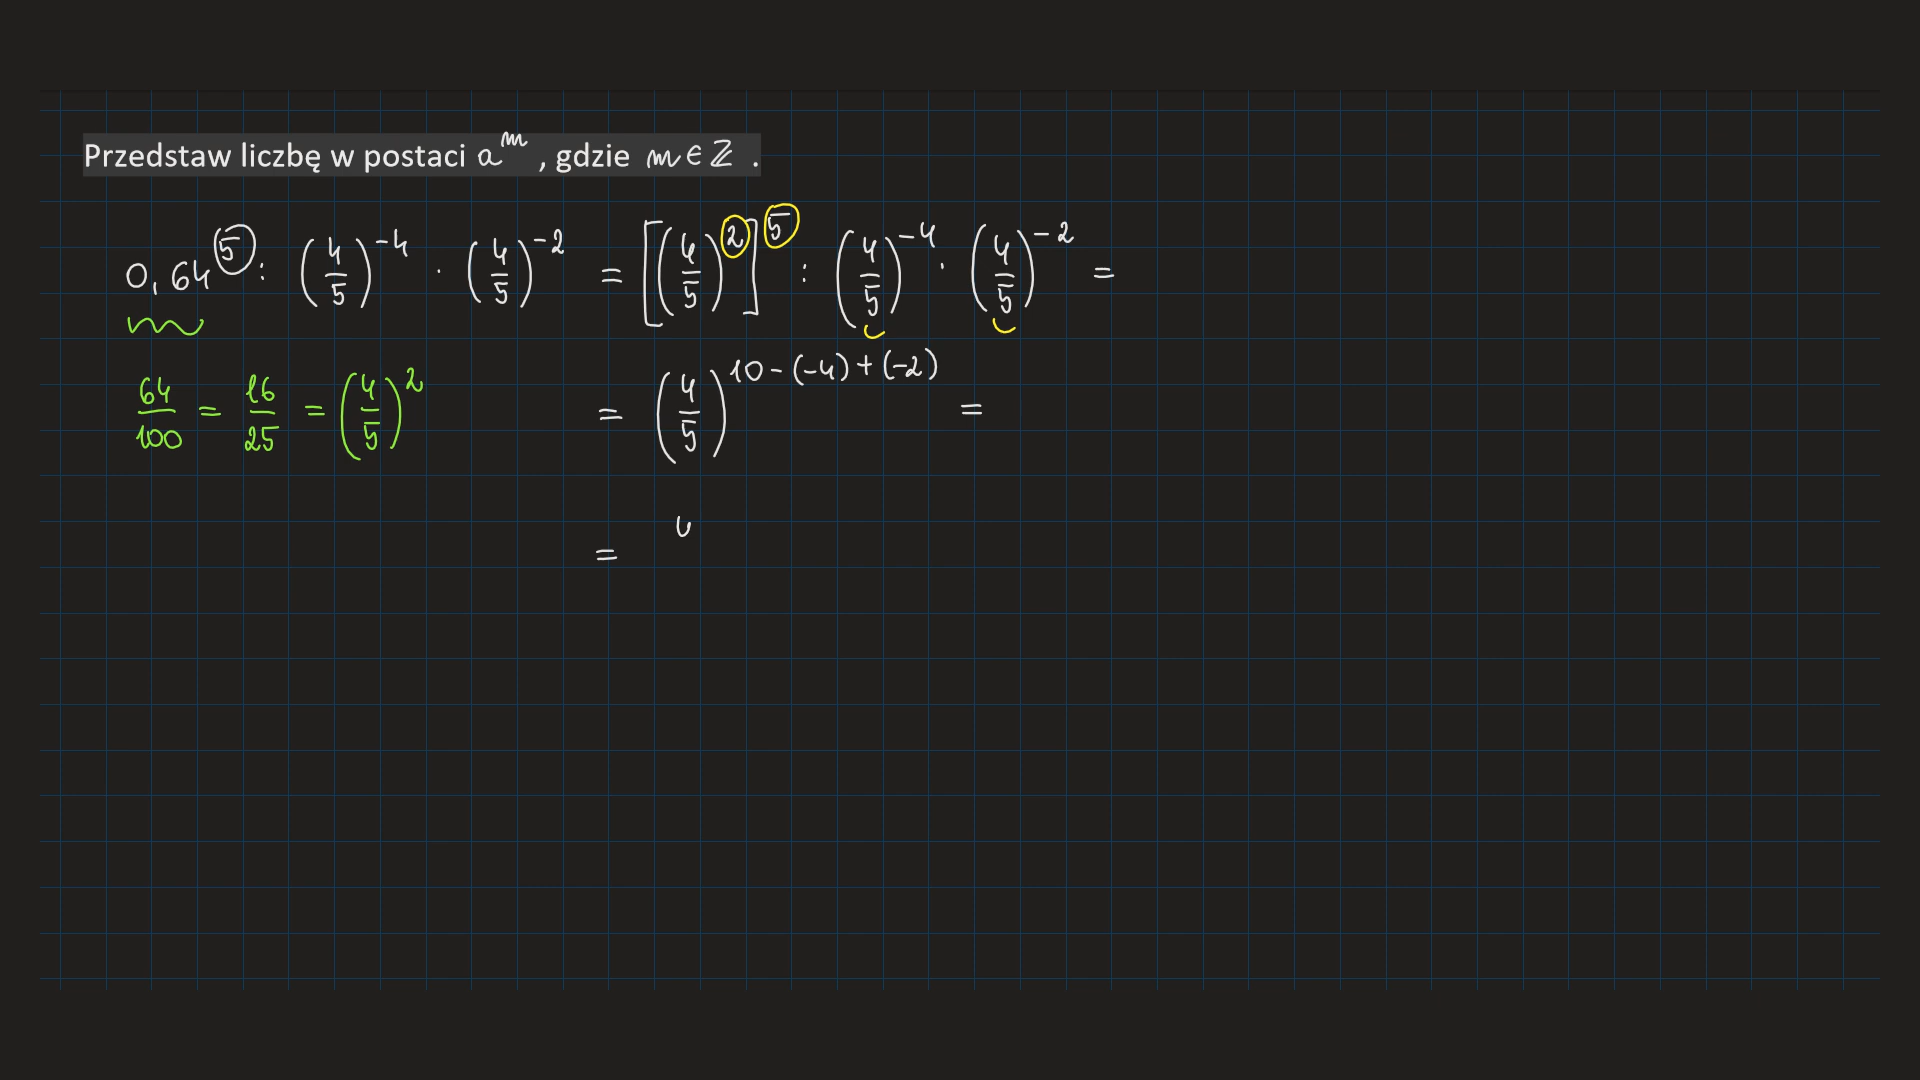 Przedstaw liczbę w postaci a^m , gdzie m ∈ ℤ .
0,64^5 : (4/5)^-4 · (4/5)^-2 = [(4/5)^2]^5 : (4/5)^-4 · (4/5)^-2 =
64/100 = 16/25 = (4/5)^2
= (4/5)^10-(-4)+(-2) =
=